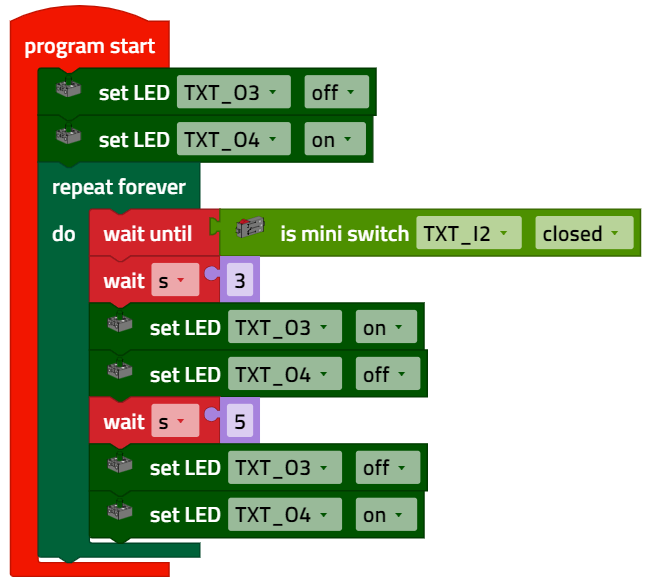 program start
set LED TXT_O3 off
set LED TXT_O4 on
repeat forever
do wait until is mini switch TXT_I2 closed
wait s 3
set LED TXT_O3 on
set LED TXT_O4 off
wait s 5
set LED TXT_O3 off
set LED TXT_O4 on